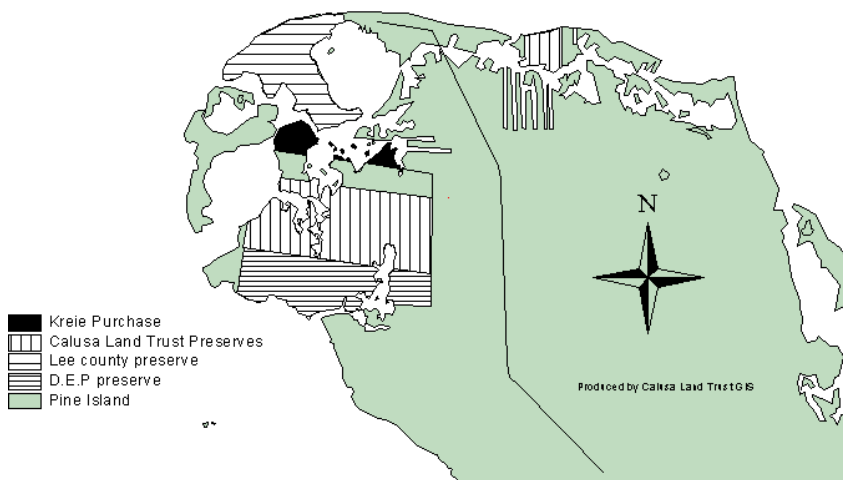 N
Kreie Purchase
Calusa Land Trust Preserves
Lee county preserve
D.E.P preserve
Pine Island
Produced by Calusa Land Trust GIS